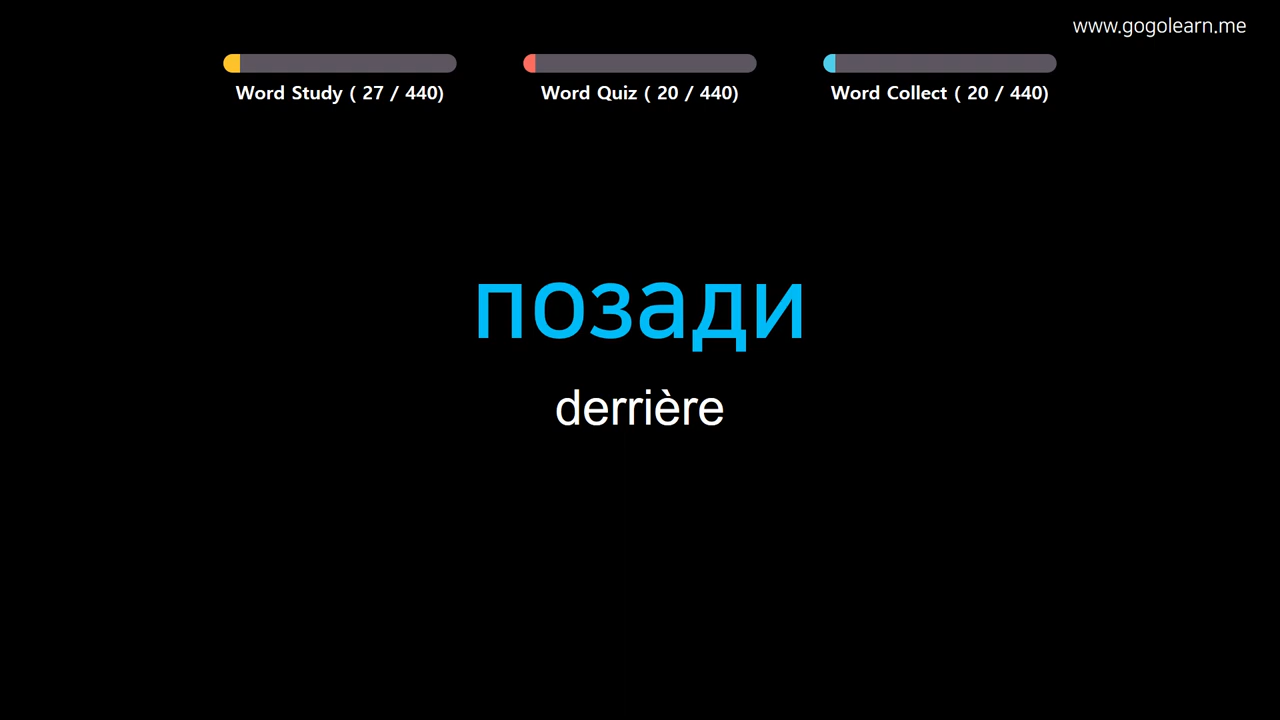 www.gogolearn.me
Word Study ( 27 / 440)
Word Quiz ( 20 / 440)
Word Collect ( 20 / 440)
позади
derrière